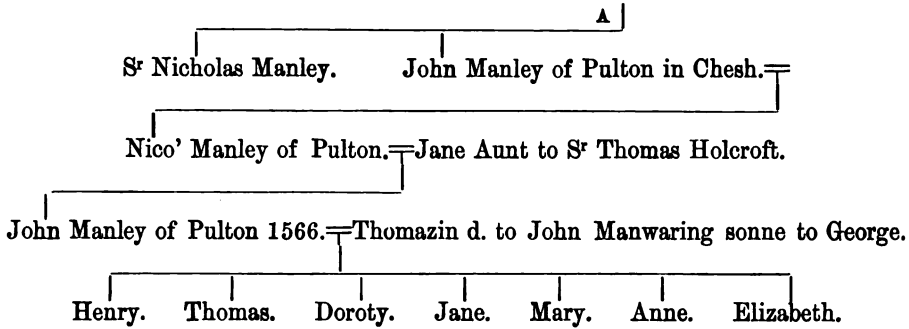 A
Sr Nicholas Manley. John Manley of Pulton in Chesh.=
Nico' Manley of Pulton.=Jane Aunt to Sr Thomas Holcroft.
John Manley of Pulton 1566.=Thomazin d. to John Manwaring sonne to George.
Henry. Thomas. Doroty. Jane. Mary. Anne. Elizabeth.